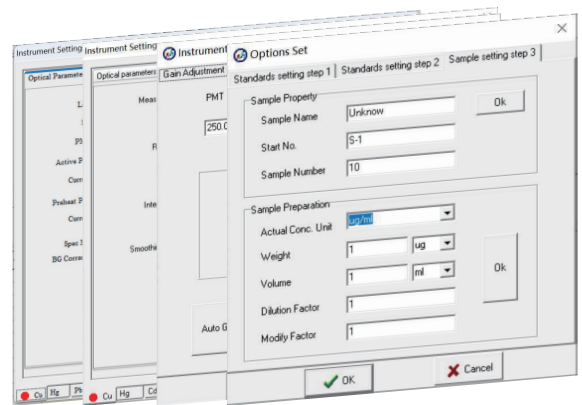 Instrument Setting
Optical Paramete
Active P
Preheat P
BG Correc
Cu Hg
Instrument Setting
Optical parameters
Meas
Inte
Smoothi
Cu Hg Cd
Instrument
Gain Adjustment
PMT
250.0
Auto G
Options Set
Standards setting step 1 Standards setting step 2 Sample setting step 3
Sample Property
Sample Name Unknow Ok
Start No. S-1
Sample Number 10
Sample Preparation
Actual Conc. Unit ug/ml
Weight 1 ug
Volume 1 ml Ok
Dilution Factor 1
Modify Factor 1
OK Cancel